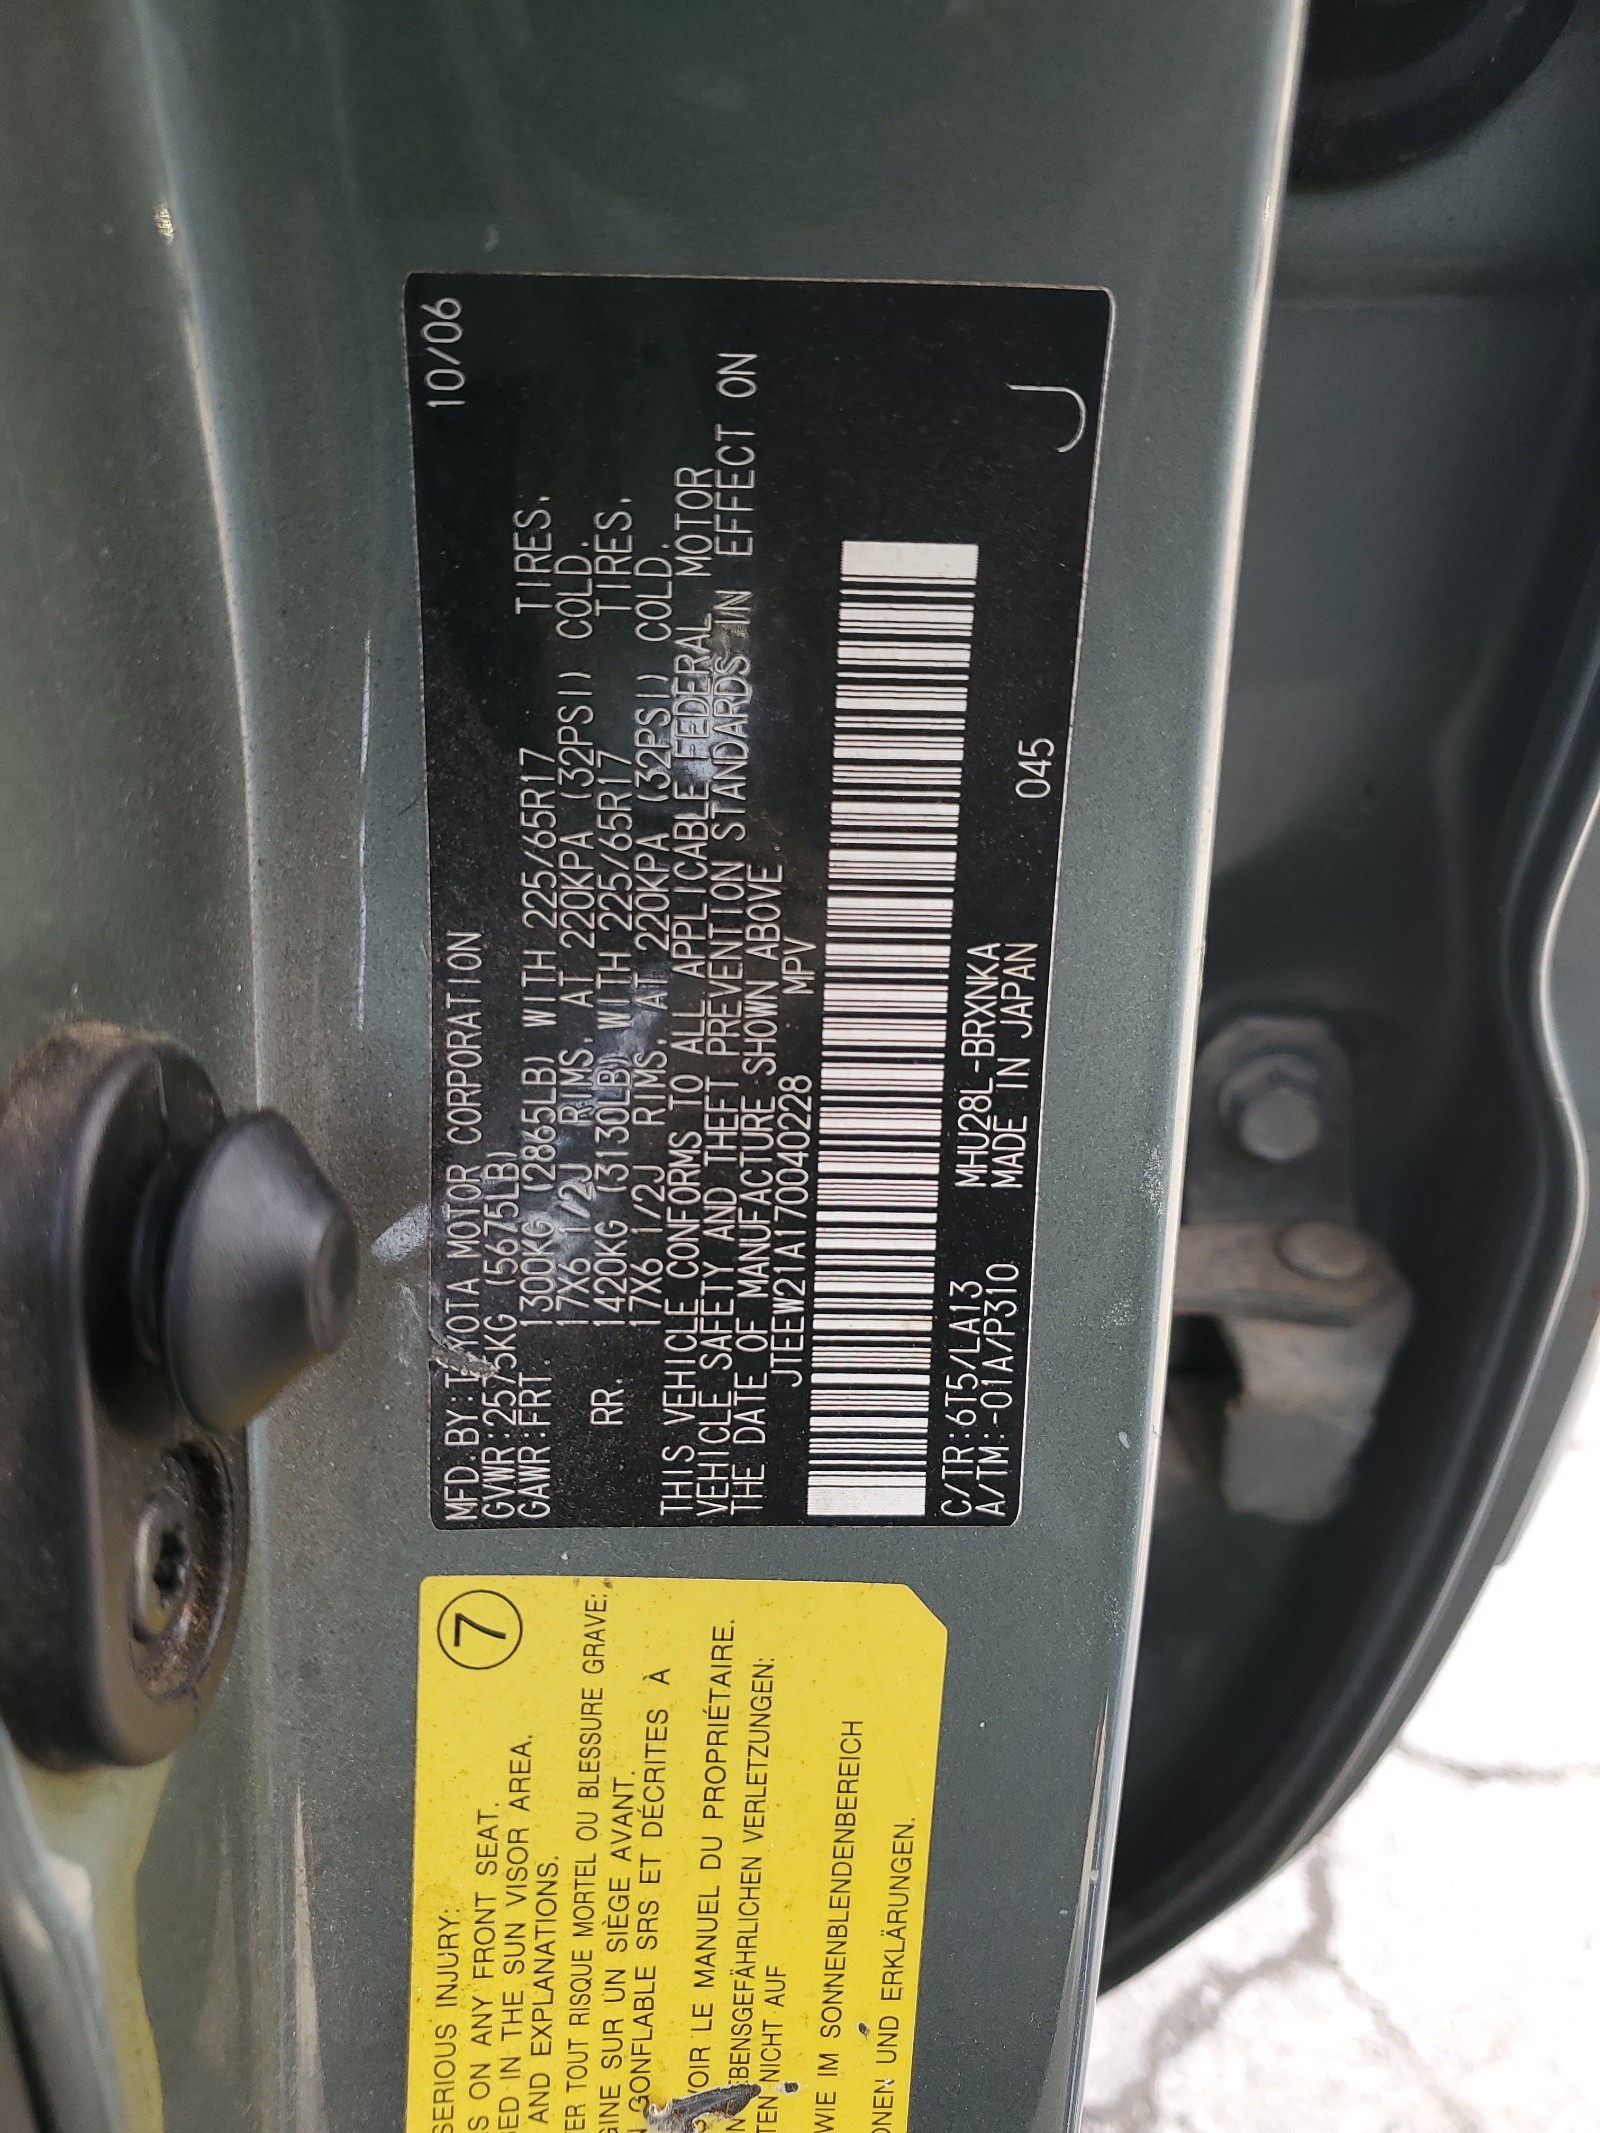 MFD.BY:TOYOTA MOTOR CORPORATION 10/06
GVWR:2575KG (5675LB)
GAWR:FRT. 1300KG (2865LB) WITH 225/65R17 TIRES,
17X6 1/2J RIMS, AT 220KPA (32PSI) COLD.
RR. 1420KG (3130LB) WITH 225/65R17 TIRES,
17X6 1/2J RIMS, AT 220KPA (32PSI) COLD.
THIS VEHICLE CONFORMS TO ALL APPLICABLE FEDERAL MOTOR
VEHICLE SAFETY AND THEFT PREVENTION STANDARDS IN EFFECT ON
THE DATE OF MANUFACTURE SHOWN ABOVE.
JTEEW21A170040228 MPV
C/TR:6T5/LA13 MHU28L-BRXNKA
A/TM:-01A/P310 MADE IN JAPAN 045
J
7
SERIOUS INJURY:
S ON ANY FRONT SEAT.
ED IN THE SUN VISOR AREA,
AND EXPLANATIONS.
ER TOUT RISQUE MORTEL OU BLESSURE GRAVE:
GINE SUR UN SIÈGE AVANT.
GONFLABLE SRS ET DÉCRITES À
VOIR LE MANUEL DU PROPRIÉTAIRE.
EBENSGEFÄHRLICHEN VERLETZUNGEN:
TEN NICHT AUF
WIE IM SONNENBLENDENBEREICH
ONEN UND ERKLÄRUNGEN.